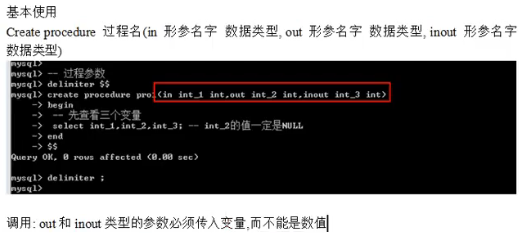 基本使用
Create procedure 过程名(in 形参名字 数据类型, out 形参名字 数据类型, inout 形参名字
数据类型)
mysql>
mysql> -- 过程参数
mysql> delimiter $$
mysql> create procedure pro1(in int_1 int,out int_2 int,inout int_3 int)
-> begin
-> -- 先查看三个变量
-> select int_1,int_2,int_3; -- int_2的值一定是NULL
-> end
-> $$
Query OK, 0 rows affected (0.00 sec)
mysql> delimiter ;
mysql>
调用: out 和 inout 类型的参数必须传入变量,而不能是数值